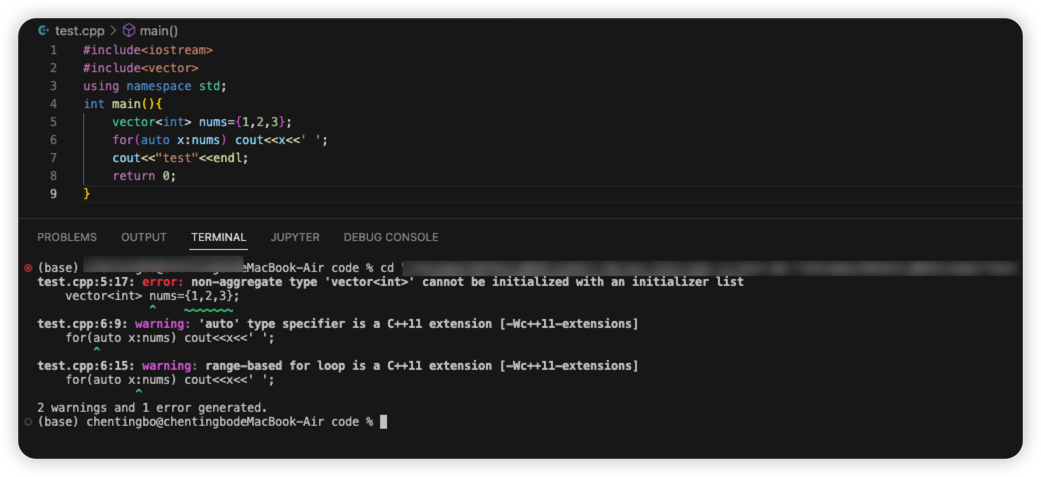 test.cpp > main()
1 #include<iostream>
2 #include<vector>
3 using namespace std;
4 int main(){
5 vector<int> nums={1,2,3};
6 for(auto x:nums) cout<<x<<' ';
7 cout<<"test"<<endl;
8 return 0;
9 }
PROBLEMS OUTPUT TERMINAL JUPYTER DEBUG CONSOLE
(base) eMacBook-Air code % cd
test.cpp:5:17: error: non-aggregate type 'vector<int>' cannot be initialized with an initializer list
vector<int> nums={1,2,3};
^ ~~~~~~~
test.cpp:6:9: warning: 'auto' type specifier is a C++11 extension [-Wc++11-extensions]
for(auto x:nums) cout<<x<<' ';
^
test.cpp:6:15: warning: range-based for loop is a C++11 extension [-Wc++11-extensions]
for(auto x:nums) cout<<x<<' ';
^
2 warnings and 1 error generated.
(base) chentingbo@chentingbodeMacBook-Air code %